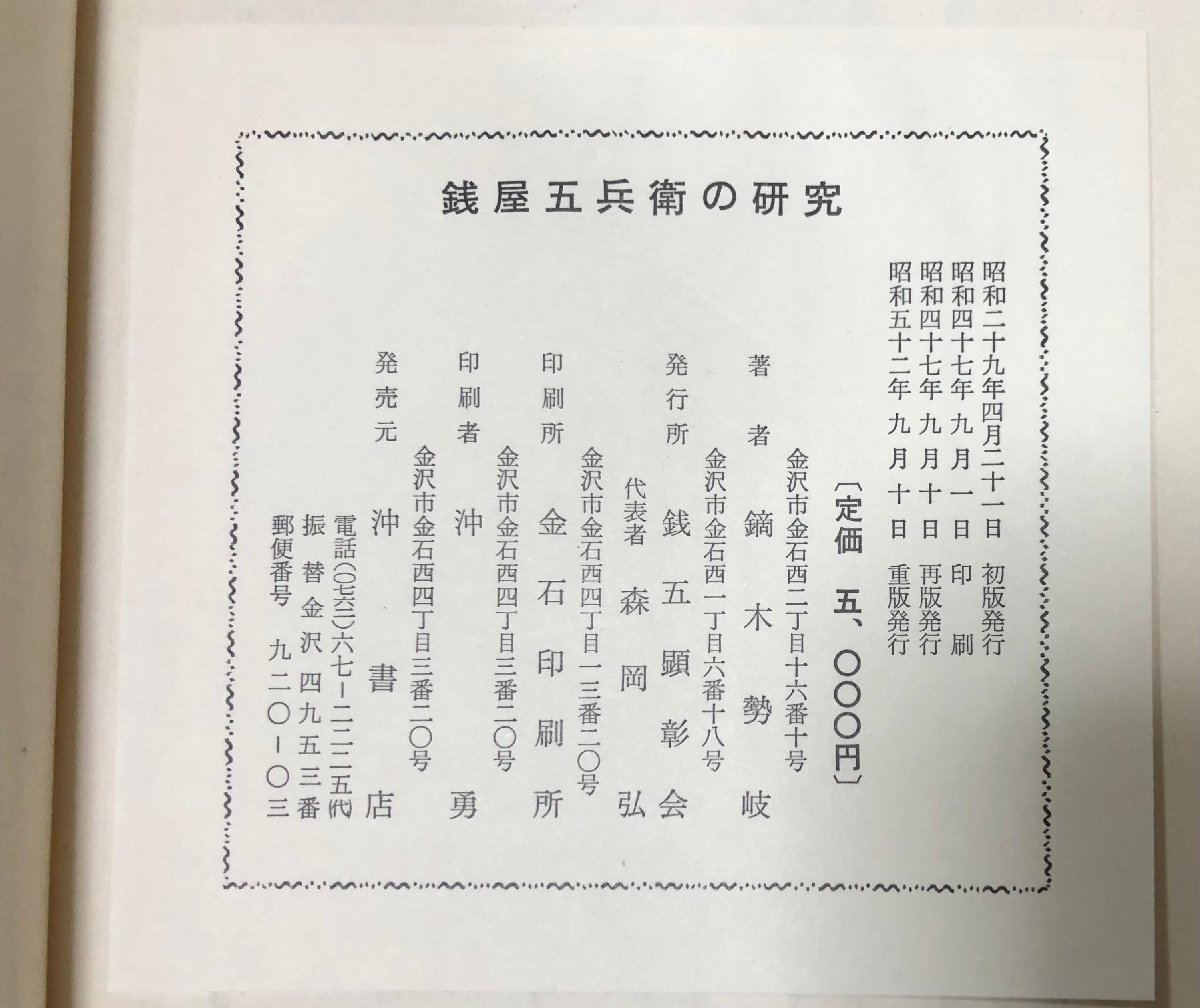 銭屋五兵衛の研究
昭和二十九年四月二十一日 初版発行
昭和四十七年九月一日 印刷
昭和四十七年九月十日 再版発行
昭和五十二年九月十日 重版発行
〔定価 五、〇〇〇円〕
金沢市金石西二丁目十六番十号
著者 鏑木勢岐
金沢市金石西一丁目六番十八号
発行所 銭五顕彰会
代表者 森岡弘
金沢市金石西四丁目一三番二〇号
印刷所 金石印刷所
金沢市金石西四丁目三番二〇号
印刷者 沖勇
金沢市金石西四丁目三番二〇号
発売元 沖書店
電話(〇七六二)六七-二二二五(代)
振替金沢四九五三番
郵便番号 九二〇-〇三